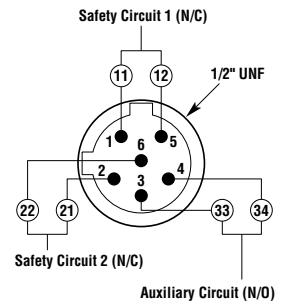 Safety Circuit 1 (N/C)
11 12
1/2" UNF
1 6 5
2 3 4
22 21 33 34
Safety Circuit 2 (N/C)
Auxiliary Circuit (N/O)